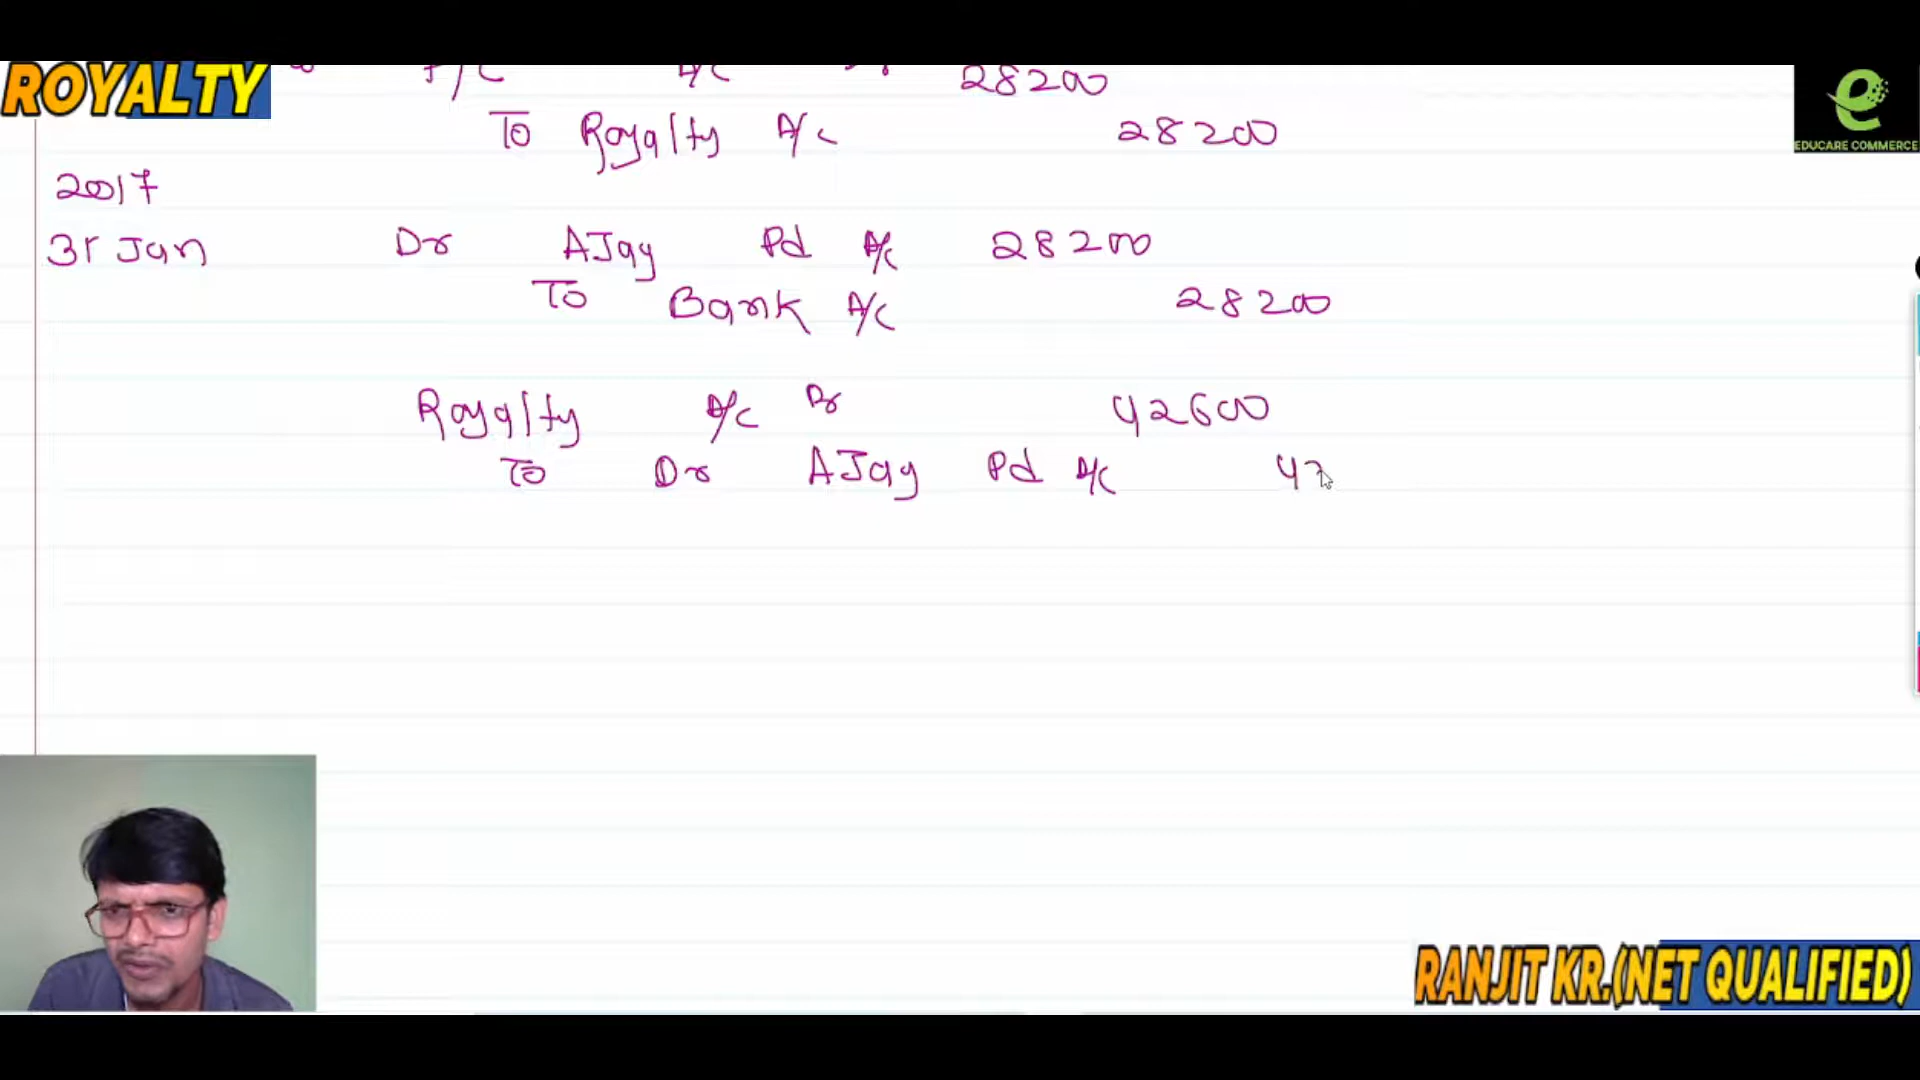 ROYALTY
A/C 28200
To Royalty A/c 28200
2017
31 Jan Dr AJay Pd A/c 28200
To Bank A/c 28200
Royalty A/c Dr 42600
To Dr AJay Pd A/c 42
e
EDUCARE COMMERCE
RANJIT KR.(NET QUALIFIED)